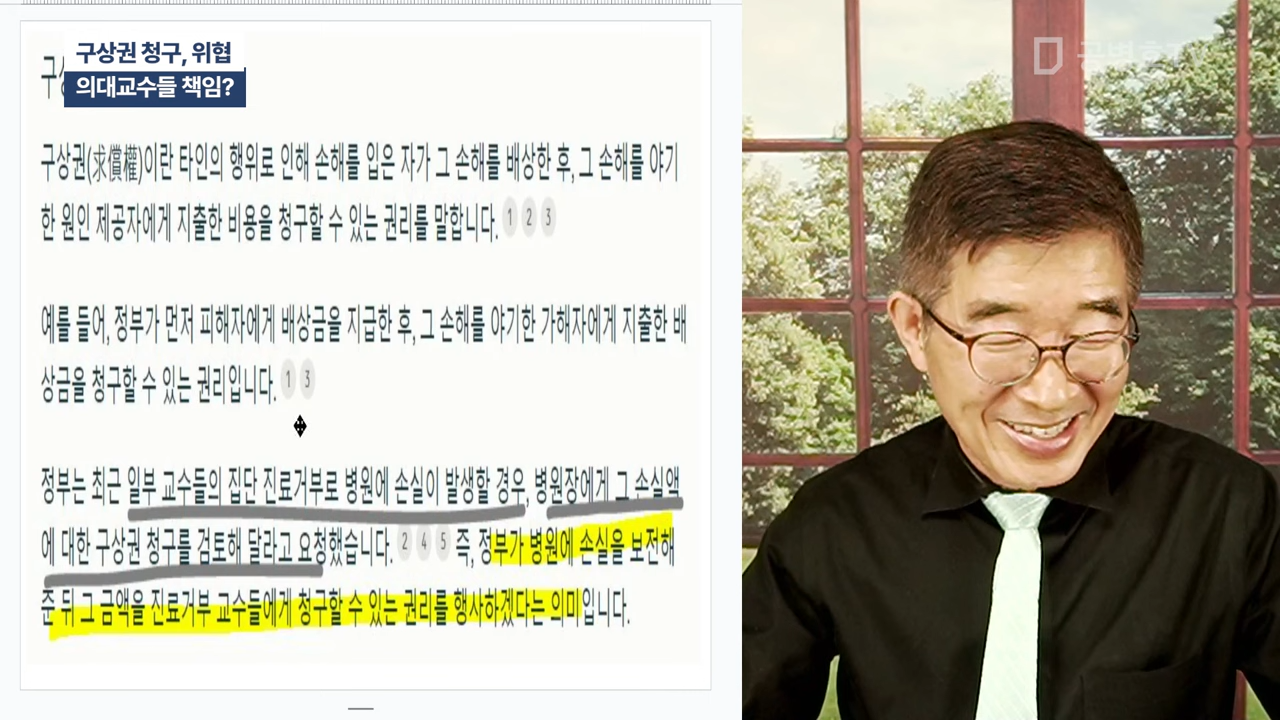 구상권 청구, 위협
의대교수들 책임?
구상권(求償權)이란 타인의 행위로 인해 손해를 입은 자가 그 손해를 배상한 후, 그 손해를 야기
한 원인 제공자에게 지출한 비용을 청구할 수 있는 권리를 말합니다. 1 2 3
예를 들어, 정부가 먼저 피해자에게 배상금을 지급한 후, 그 손해를 야기한 가해자에게 지출한 배
상금을 청구할 수 있는 권리입니다. 1 3
정부는 최근 일부 교수들의 집단 진료거부로 병원에 손실이 발생할 경우, 병원장에게 그 손실액
에 대한 구상권 청구를 검토해 달라고 요청했습니다. 2 4 5 즉, 정부가 병원에 손실을 보전해
준 뒤 그 금액을 진료거부 교수들에게 청구할 수 있는 권리를 행사하겠다는 의미입니다.